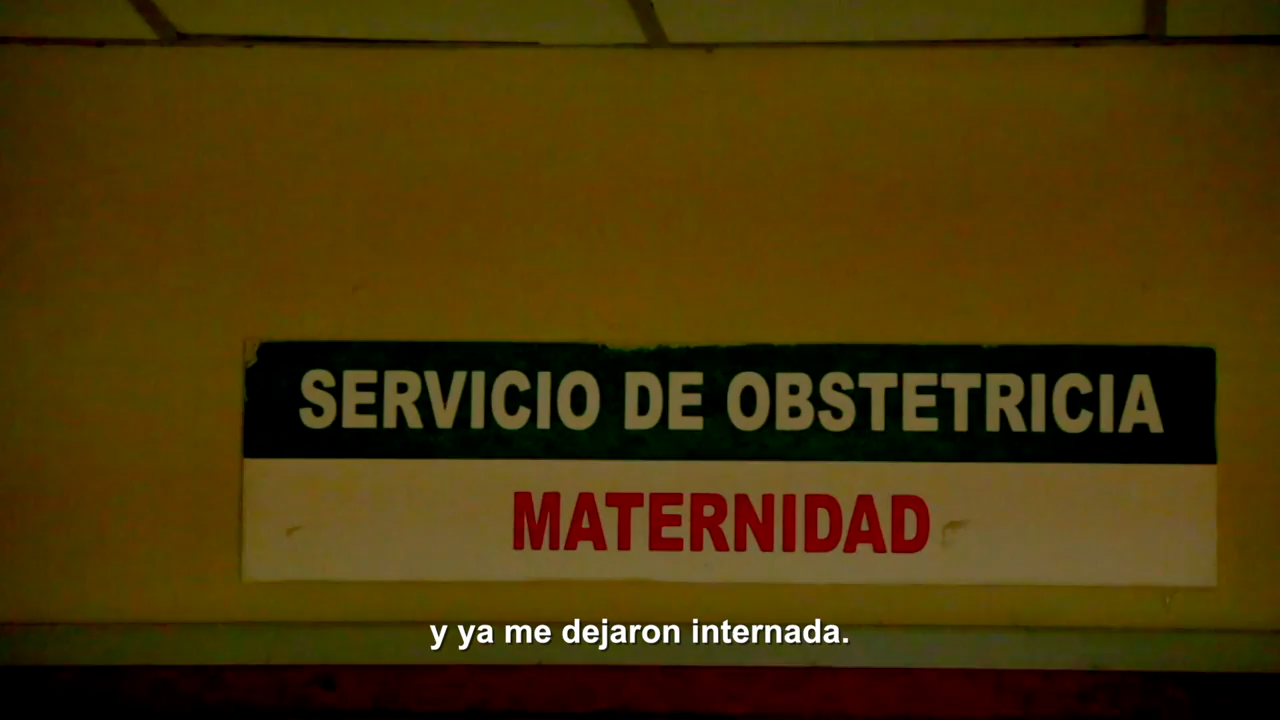 SERVICIO DE OBSTETRICIA
MATERNIDAD
y ya me dejaron internada.